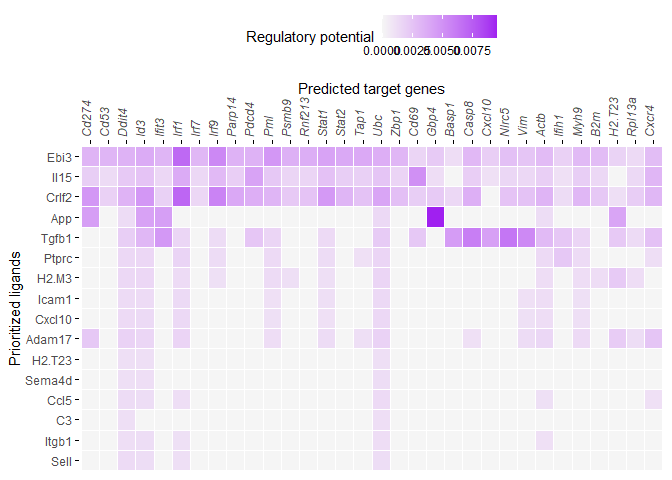 Regulatory potential
0.0000 0.0025 0.0050 0.0075
Predicted target genes
Cd274 Cd53 Ddit4 Id3 Ifit3 Irf1 Irf7 Irf9 Parp14 Pdcd4 Pml Psmb9 Rnf213 Stat1 Stat2 Tap1 Ubc Zbp1 Cd69 Gbp4 Basp1 Casp8 Cxcl10 Nlrc5 Vim Actb Ifih1 Myh9 B2m H2.T23 Rpl13a Cxcr4
Prioritized ligands
Ebi3
Il15
Crlf2
App
Tgfb1
Ptprc
H2.M3
Icam1
Cxcl10
Adam17
H2.T23
Sema4d
Ccl5
C3
Itgb1
Sell